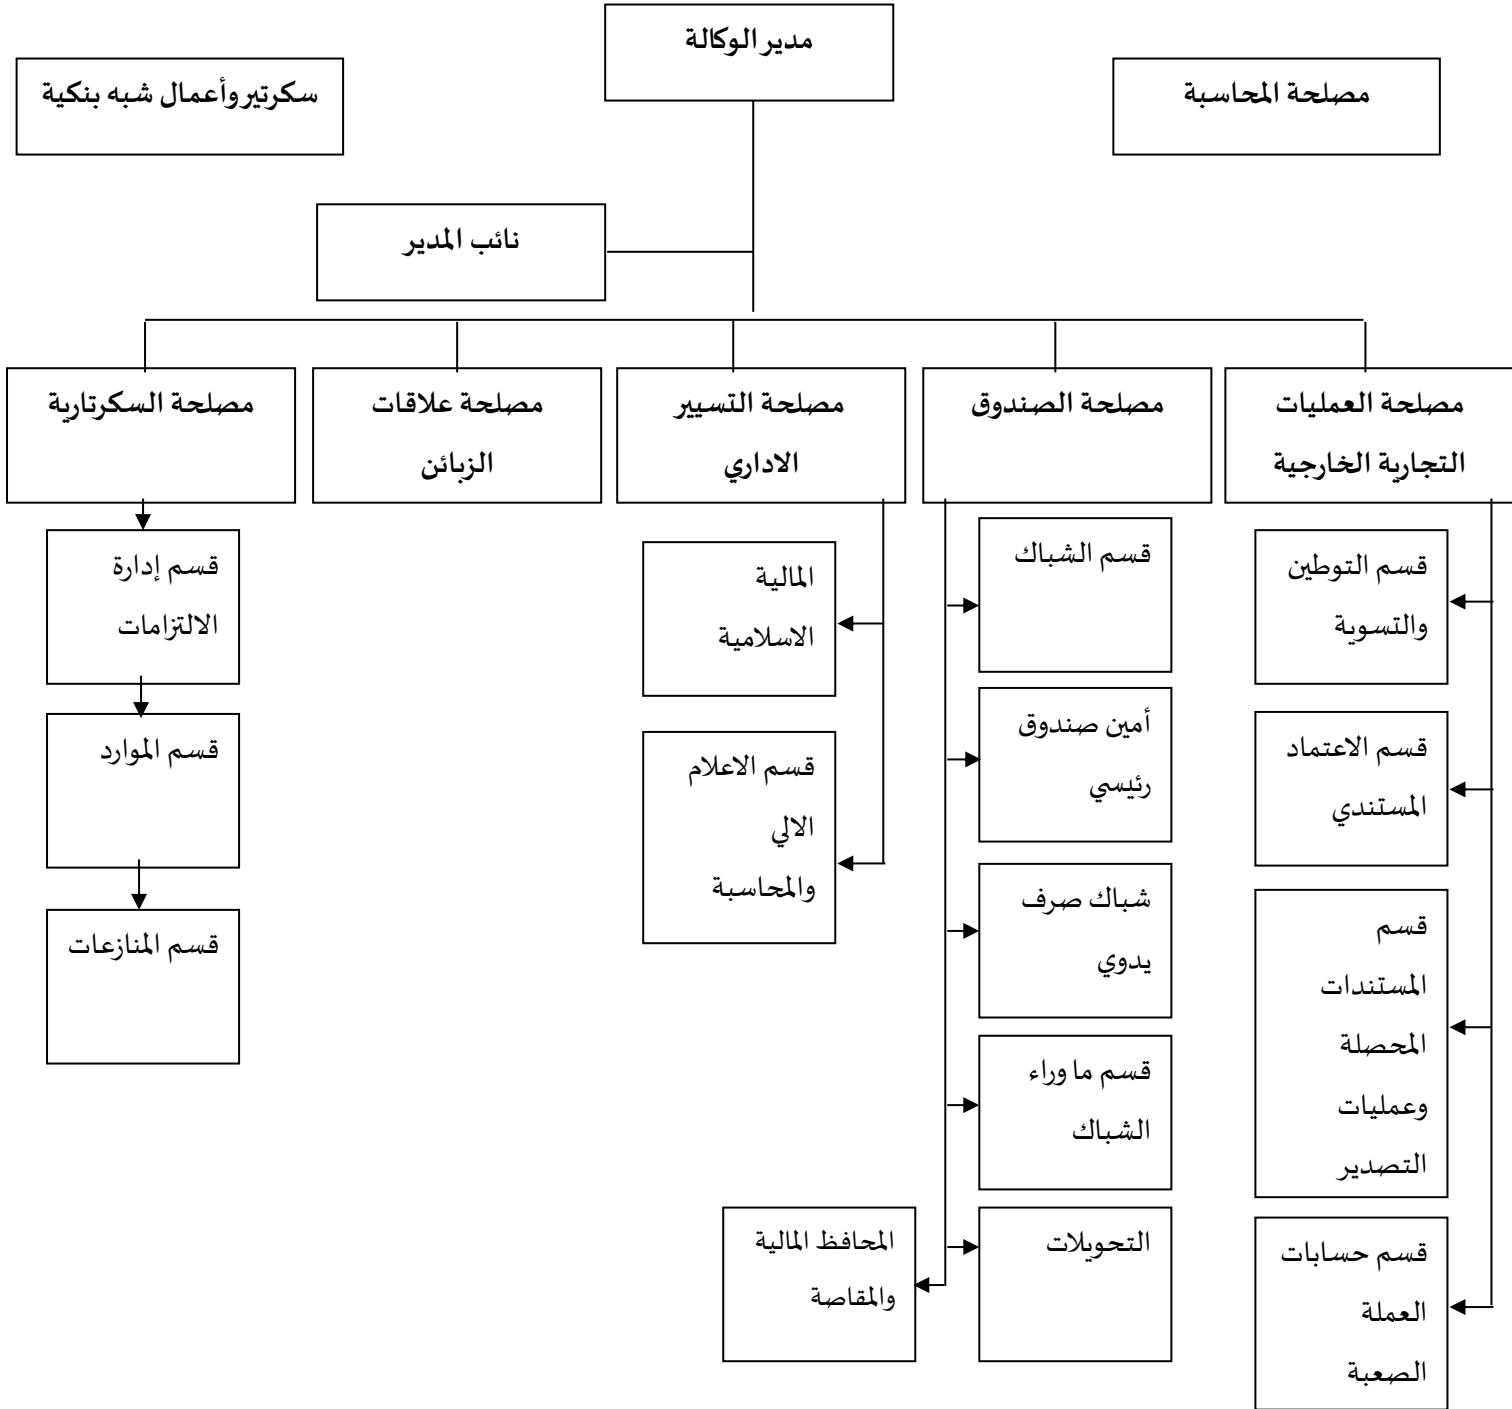 مدير الوكالة
مصلحة المحاسبة
سكرتير وأعمال شبه بنكية
نائب المدير
مصلحة العمليات
التجارية الخارجية
مصلحة الصندوق
مصلحة التسيير
الاداري
مصلحة علاقات
الزبائن
مصلحة السكرتارية
قسم التوطين
والتسوية
قسم الاعتماد
المستندي
قسم
المستندات
المحصلة
وعمليات
التصدير
قسم حسابات
العملة
الصعبة
قسم الشباك
أمين صندوق
رئيسي
شباك صرف
يدوي
قسم ما وراء
الشباك
التحويلات
المحافظ المالية
والمقاصة
المالية
الاسلامية
قسم الاعلام
الالي
والمحاسبة
قسم إدارة
الالتزامات
قسم الموارد
قسم المنازعات